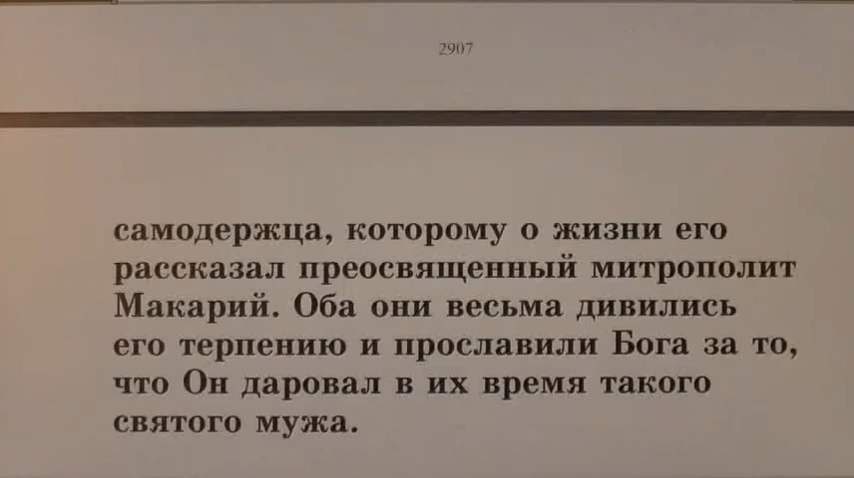 2907
самодержца, которому о жизни его
рассказал преосвященный митрополит
Макарий. Оба они весьма дивились
его терпению и прославили Бога за то,
что Он даровал в их время такого
святого мужа.